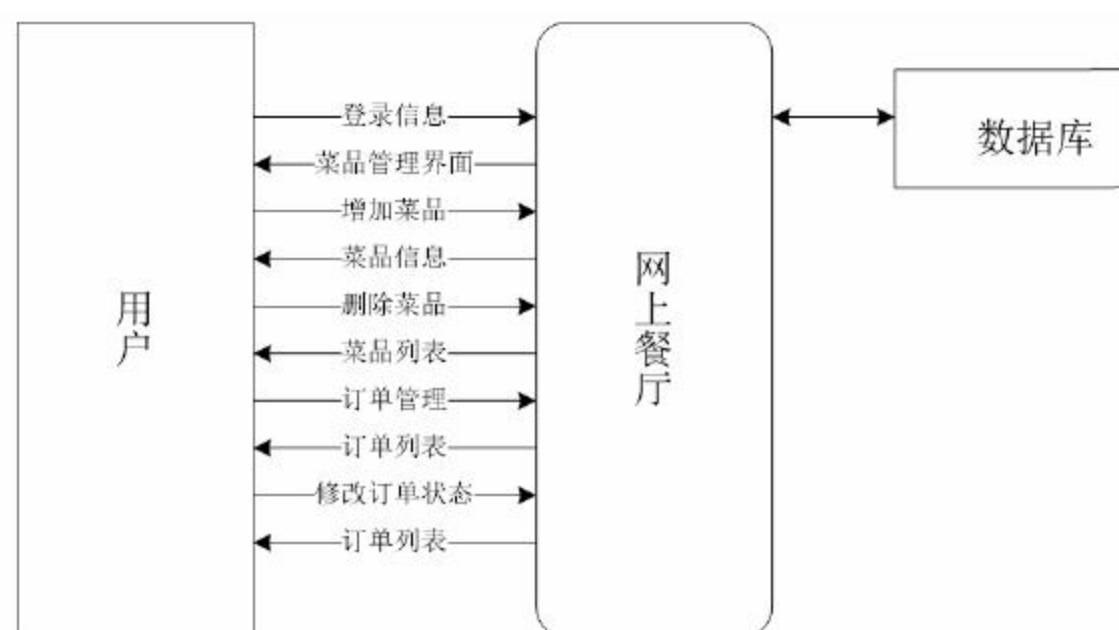 登录信息
菜品管理界面
增加菜品
菜品信息
删除菜品
菜品列表
订单管理
订单列表
修改订单状态
订单列表
用户
网上餐厅
数据库